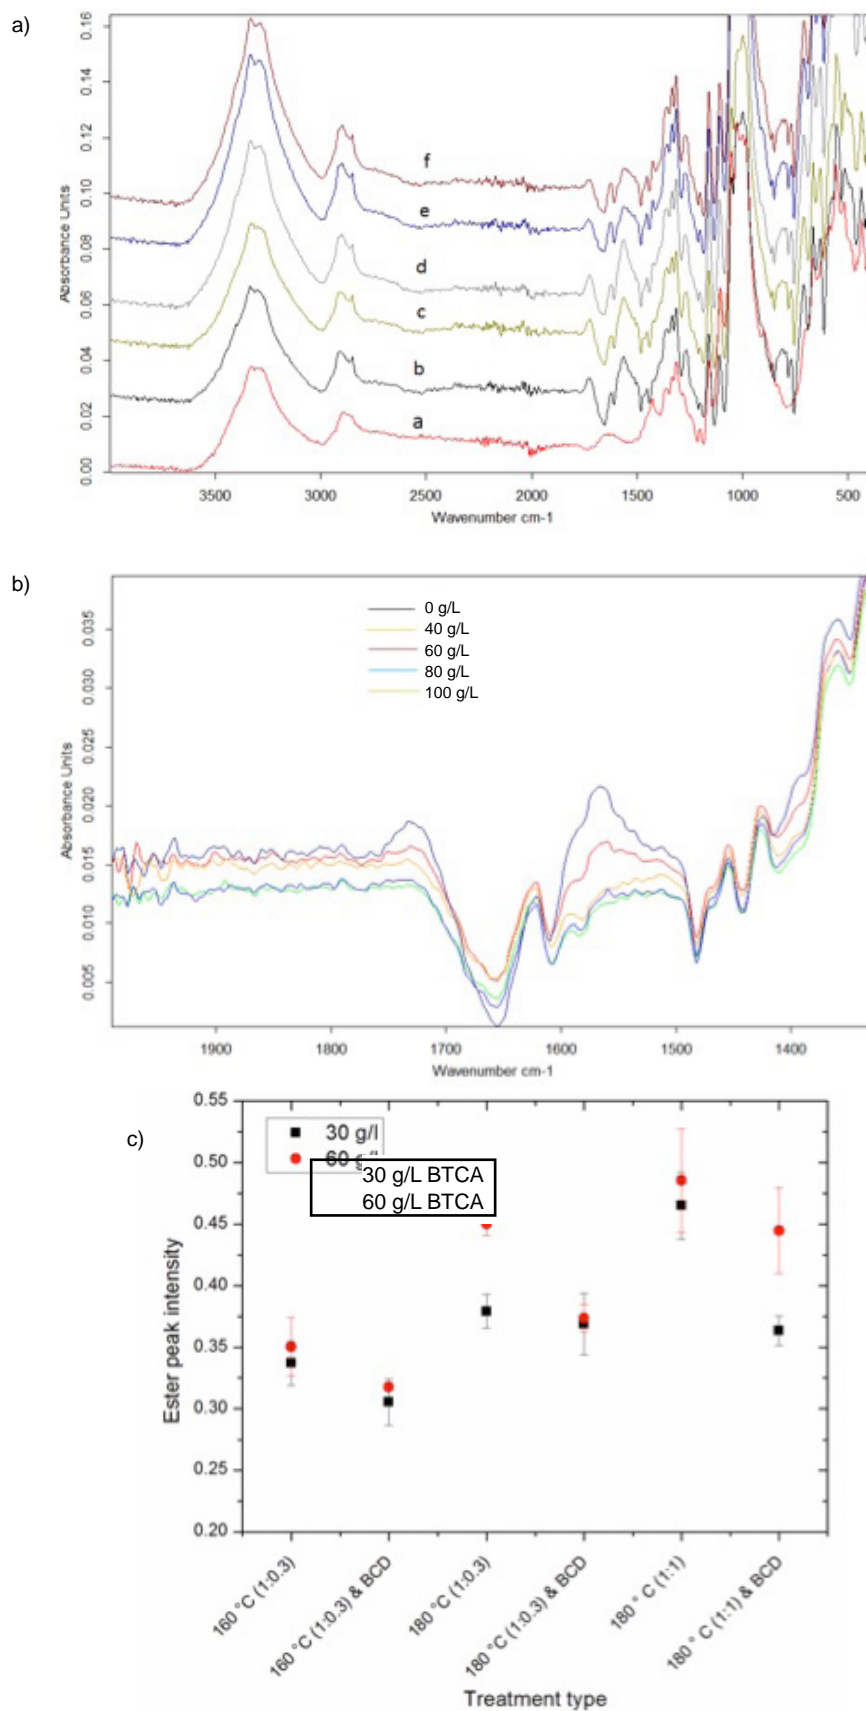 a)
0.16
0.14
0.12
0.10
0.08
0.06
0.04
0.02
0.00
Absorbance Units
f
e
d
c
b
a
3500
3000
2500
2000
1500
1000
500
Wavenumber cm-1
b)
0.035
0.030
0.025
0.020
0.015
0.010
0.005
Absorbance Units
0 g/L
40 g/L
60 g/L
80 g/L
100 g/L
1900
1800
1700
1600
1500
1400
Wavenumber cm-1
c)
0.55
0.50
0.45
0.40
0.35
0.30
0.25
0.20
Ester peak intensity
30 g/l
60 g/l
30 g/L BTCA
60 g/L BTCA
160 °C (1:0.3)
160 °C (1:0.3) & BCD
180 °C (1:0.3)
180 °C (1:0.3) & BCD
180 °C (1:1)
180 °C (1:1) & BCD
Treatment type